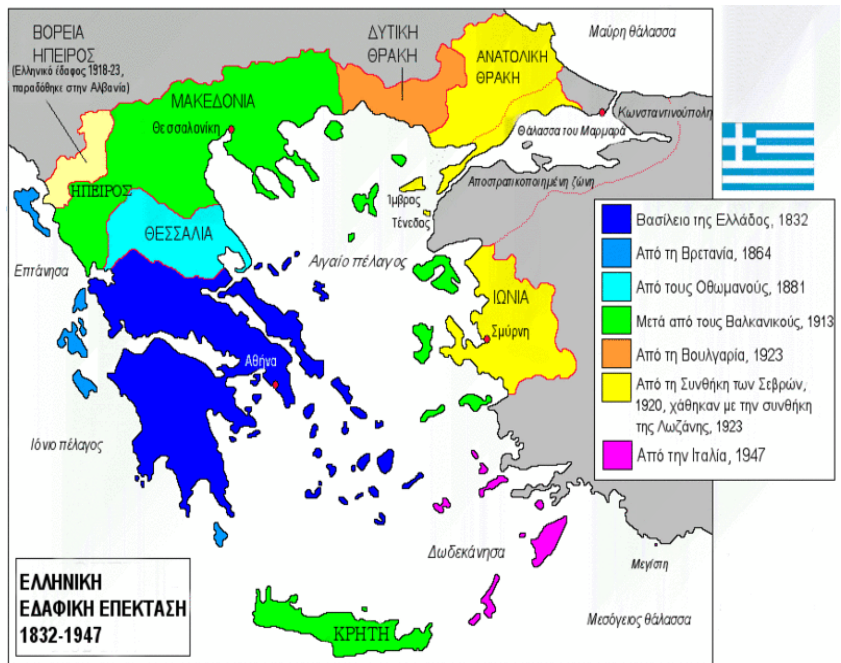 ΒΟΡΕΙΑ
ΗΠΕΙΡΟΣ
(Ελληνικό έδαφος 1918-23,
παραδόθηκε στην Αλβανία)
ΔΥΤΙΚΗ
ΘΡΑΚΗ
ΑΝΑΤΟΛΙΚΗ
ΘΡΑΚΗ
Μαύρη θάλασσα
ΜΑΚΕΔΟΝΙΑ
Θεσσαλονίκη
Κωνσταντινούπολη
Θάλασσα του Μαρμαρά
Αποστρατικοποιημένη ζώνη
ΗΠΕΙΡΟΣ
Ίμβρος
Τένεδος
ΘΕΣΣΑΛΙΑ
Αιγαίο πέλαγος
Επτάνησα
ΙΩΝΙΑ
Σμύρνη
Αθήνα
Ιόνιο πέλαγος
Δωδεκάνησα
Μεγίστη
Μεσόγειος θάλασσα
ΚΡΗΤΗ
Βασίλειο της Ελλάδος, 1832
Από τη Βρετανία, 1864
Από τους Οθωμανούς, 1881
Μετά από τους Βαλκανικούς, 1913
Από τη Βουλγαρία, 1923
Από τη Συνθήκη των Σεβρών,
1920, χάθηκαν με την συνθήκη
της Λωζάνης, 1923
Από την Ιταλία, 1947
ΕΛΛΗΝΙΚΗ
ΕΔΑΦΙΚΗ ΕΠΕΚΤΑΣΗ
1832-1947